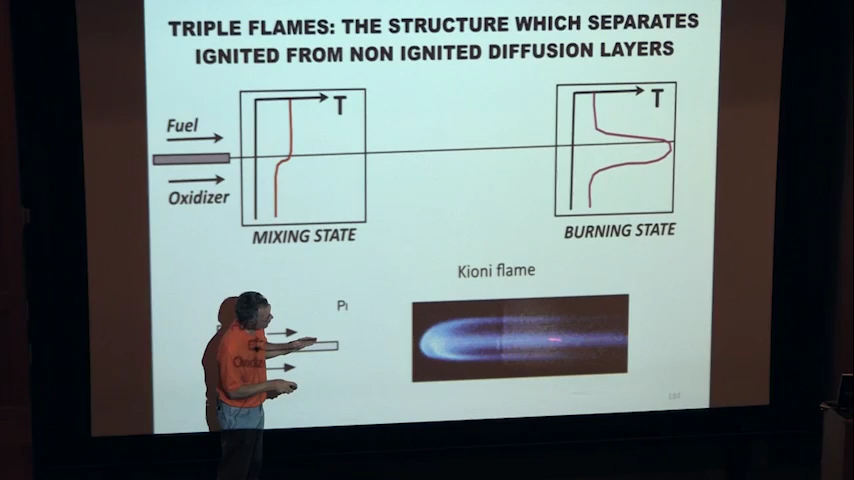 TRIPLE FLAMES: THE STRUCTURE WHICH SEPARATES
IGNITED FROM NON IGNITED DIFFUSION LAYERS
T
T
Fuel
Oxidizer
MIXING STATE
BURNING STATE
Kioni flame